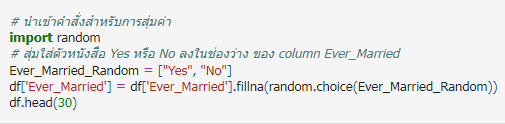 # นำเข้าคำสั่งสำหรับการสุ่มค่า
import random
# สุ่มใส่ตัวหนังสือ Yes หรือ No ลงในช่องว่าง ของ column Ever_Married
Ever_Married_Random = ["Yes", "No"]
df['Ever_Married'] = df['Ever_Married'].fillna(random.choice(Ever_Married_Random))
df.head(30)